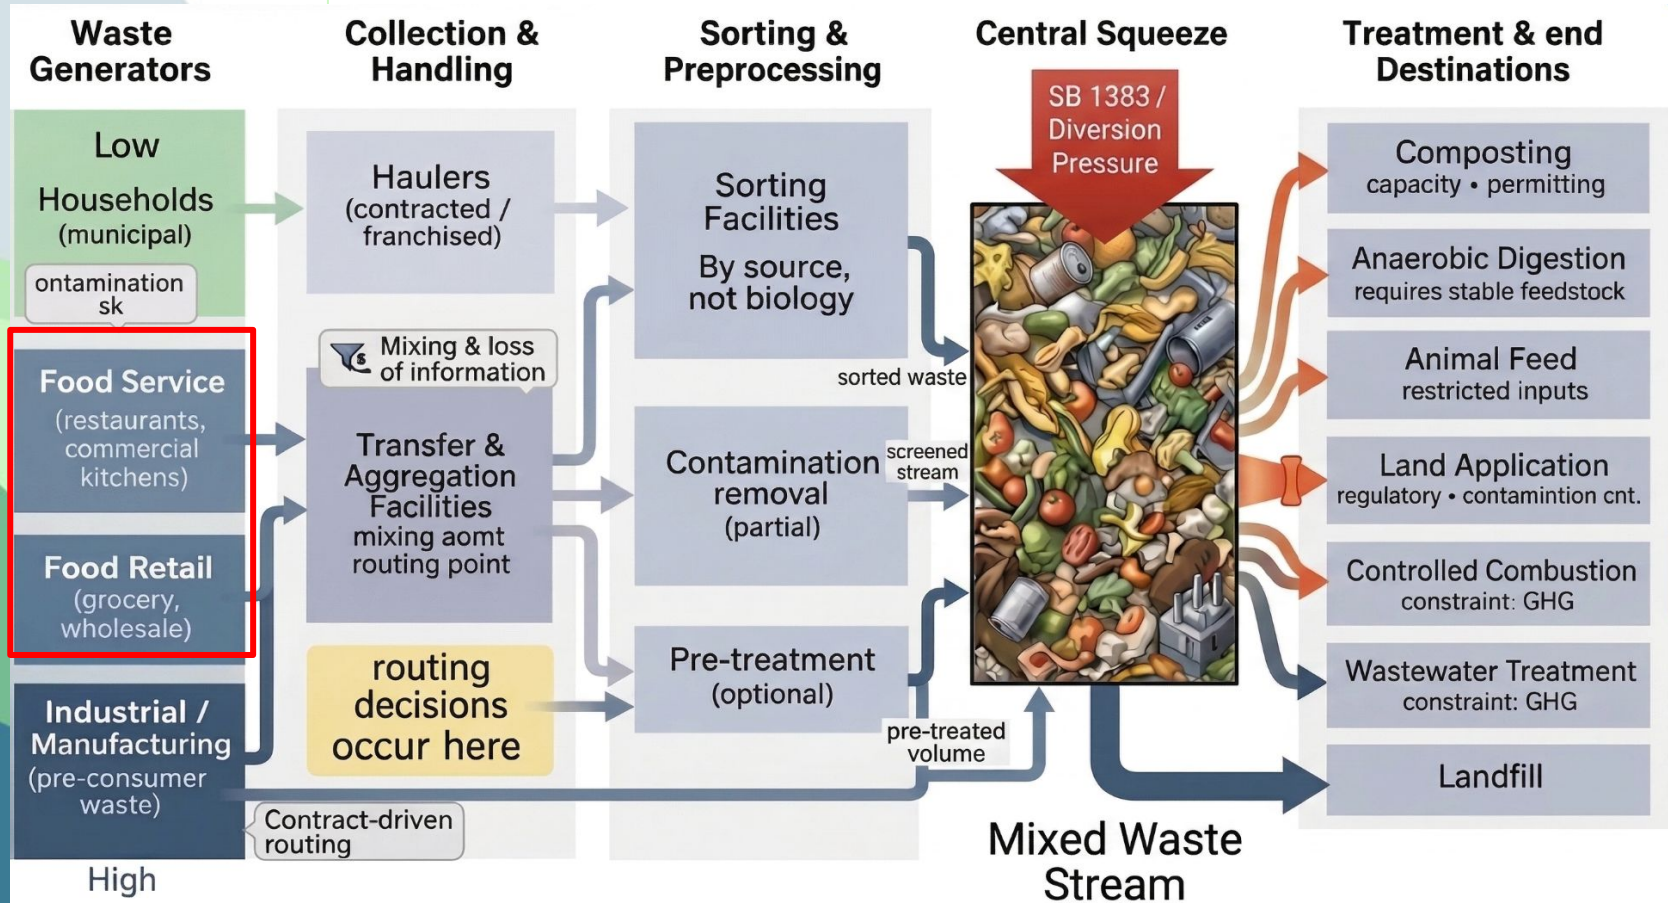 Waste
Generators
Collection &
Handling
Sorting &
Preprocessing
Central Squeeze
Treatment & end
Destinations
Low
Households
(municipal)
ontamination
sk
Food Service
(restaurants,
commercial
kitchens)
Food Retail
(grocery,
wholesale)
Industrial /
Manufacturing
(pre-consumer
waste)
High
Haulers
(contracted /
franchised)
Mixing & loss
of information
Transfer &
Aggregation
Facilities
mixing aomt
routing point
routing
decisions
occur here
Contract-driven
routing
Sorting
Facilities
By source,
not biology
sorted waste
Contamination
removal
(partial)
screened
stream
Pre-treatment
(optional)
pre-treated
volume
SB 1383 /
Diversion
Pressure
Mixed Waste
Stream
Composting
capacity • permitting
Anaerobic Digestion
requires stable feedstock
Animal Feed
restricted inputs
Land Application
regulatory • contamintion cnt.
Controlled Combustion
constraint: GHG
Wastewater Treatment
constraint: GHG
Landfill